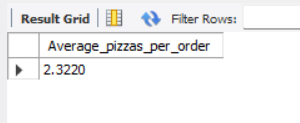 Result Grid Filter Rows:
Average_pizzas_per_order
2.3220